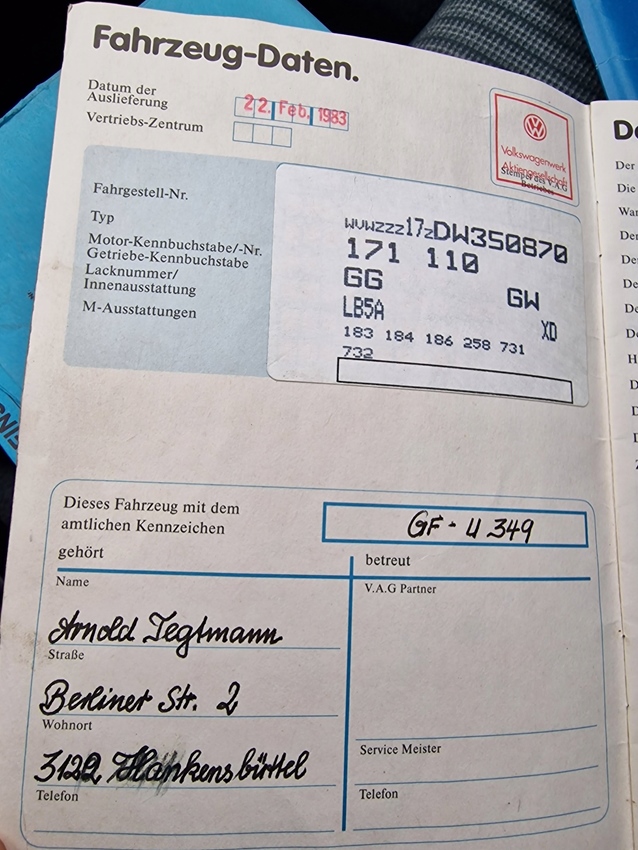 Fahrzeug-Daten.
Datum der
Auslieferung
22. Feb. 1983
Vertriebs-Zentrum
Volkswagenwerk
Aktiengesellschaft
Stempel des V.A.G
Betriebes
Fahrgestell-Nr.
WVWZZZ17ZDW350870
Typ
171 110
Motor-Kennbuchstabe/-Nr.
Getriebe-Kennbuchstabe
GG GW
Lacknummer/
Innenausstattung
LB5A XD
M-Ausstattungen
183 184 186 258 731
732
Dieses Fahrzeug mit dem
amtlichen Kennzeichen
GF - U 349
gehört
betreut
Name
V.A.G Partner
Arnold Tegtmann
Straße
Berliner Str. 2
Wohnort
Service Meister
3122 Hankensbüttel
Telefon
Telefon
Der
Die